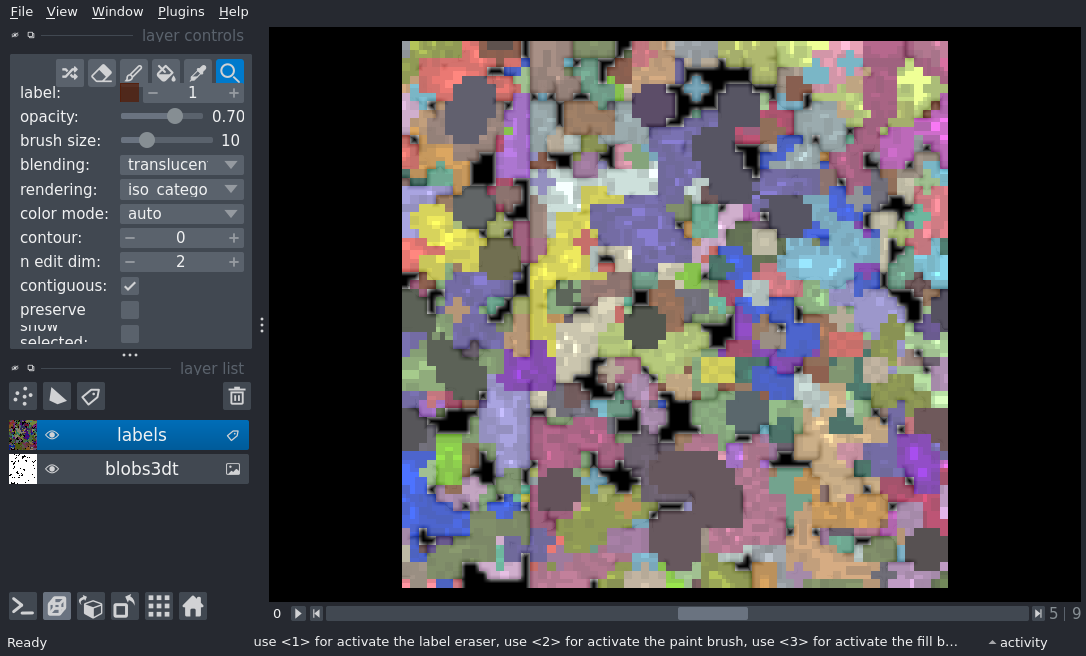 File View Window Plugins Help
layer controls
label: 1
opacity: 0.70
brush size: 10
blending: translucen
rendering: iso_catego
color mode: auto
contour: 0
n edit dim: 2
contiguous:
preserve
show
selected:
layer list
labels
blobs3dt
0 5 | 9
Ready use <1> for activate the label eraser, use <2> for activate the paint brush, use <3> for activate the fill b... activity